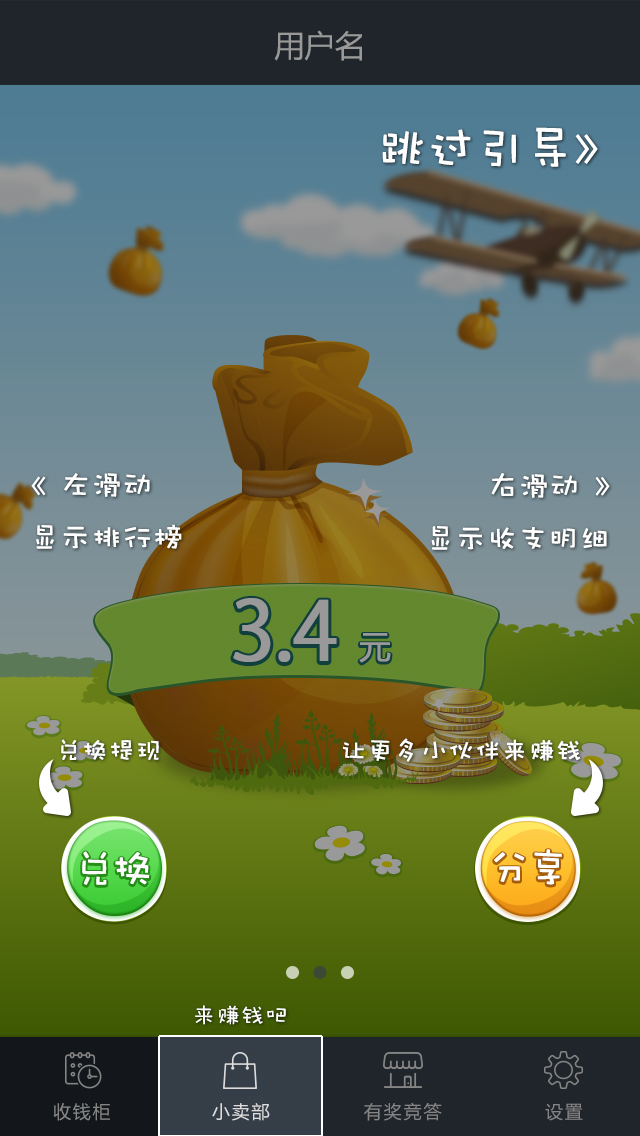 用户名
跳过引导》
《 左滑动
右滑动 》
显示排行榜
显示收支明细
3.4 元
兑换提现
让更多小伙伴来赚钱
兑换
分享
来赚钱吧
收钱柜
小卖部
有奖竞答
设置